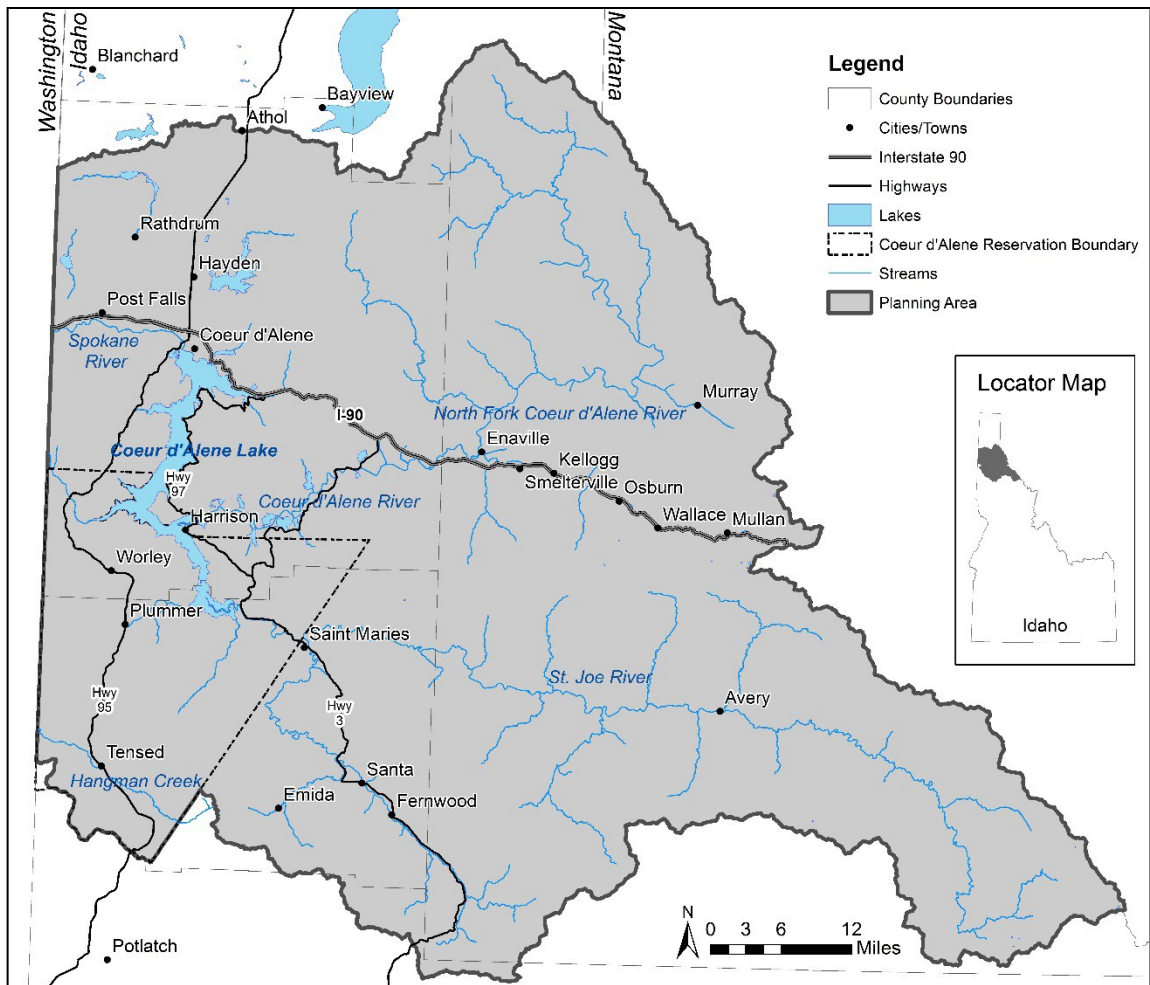 Washington
Idaho
Montana
Blanchard
Bayview
Athol
Rathdrum
Hayden
Post Falls
Coeur d'Alene
Spokane
River
Murray
I-90
North Fork Coeur d'Alene River
Enaville
Coeur d'Alene Lake
Kellogg
Smelterville
Hwy
97
Coeur d'Alene River
Osburn
Wallace
Mullan
Harrison
Worley
Plummer
Saint Maries
St. Joe River
Avery
Hwy
95
Hwy
3
Tensed
Hangman Creek
Santa
Emida
Fernwood
Potlatch
Legend
County Boundaries
Cities/Towns
Interstate 90
Highways
Lakes
Coeur d'Alene Reservation Boundary
Streams
Planning Area
Locator Map
Idaho
N
0 3 6 12
Miles